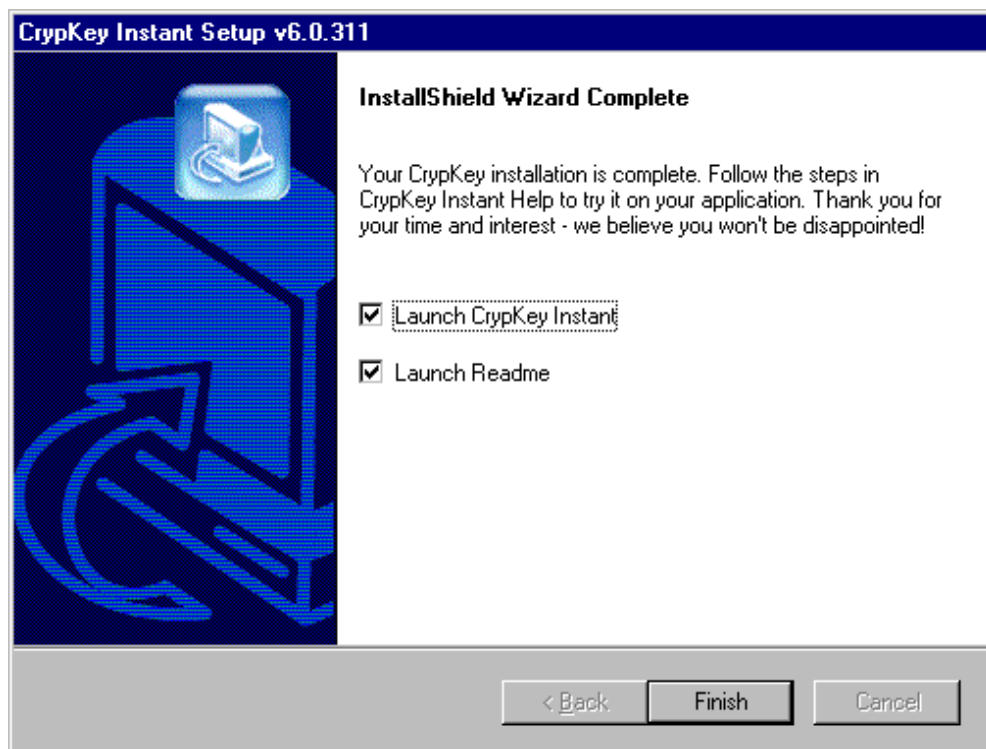 CrypKey Instant Setup v6.0.311
InstallShield Wizard Complete
Your CrypKey installation is complete. Follow the steps in
CrypKey Instant Help to try it on your application. Thank you for
your time and interest - we believe you won't be disappointed!
Launch CrypKey Instant
Launch Readme
< Back
Finish
Cancel